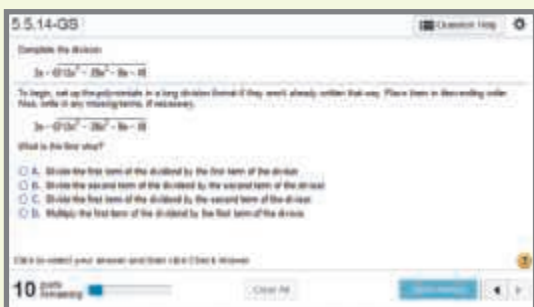 5.5.14-GS
Question Help
Complete the division.
To begin, set up the polynomials in a long division format if they aren't already written that way. Place them in descending order.
Now, write in any missing terms, if necessary.
What is the first step?
A. Divide the first term of the dividend by the first term of the divisor.
B. Divide the second term of the dividend by the second term of the divisor.
C. Divide the first term of the dividend by the second term of the divisor.
D. Multiply the first term of the dividend by the first term of the divisor.
Click to select your answer and then click Check Answer.
10 parts remaining
Clear All
Check Answer